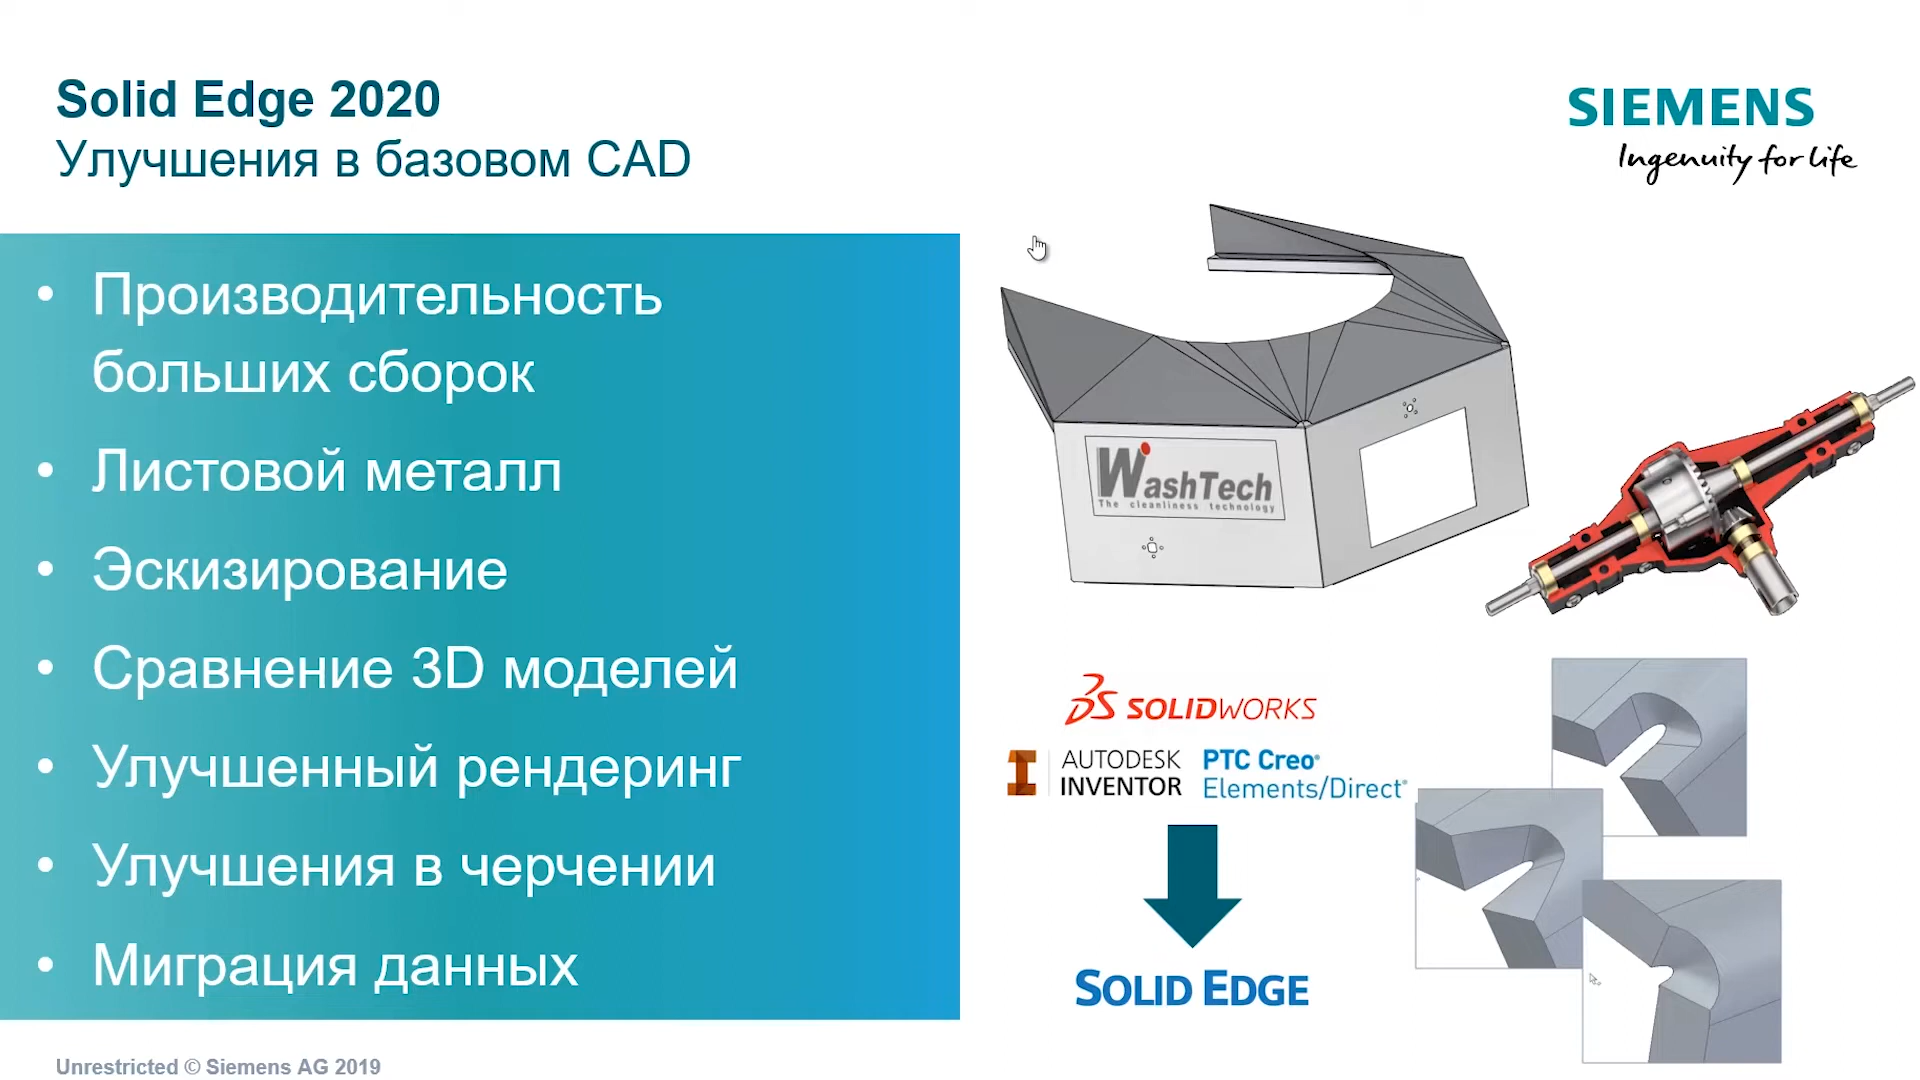 Solid Edge 2020
Улучшения в базовом CAD
SIEMENS
Ingenuity for life
• Производительность
больших сборок
• Листовой металл
• Эскизирование
• Сравнение 3D моделей
• Улучшенный рендеринг
• Улучшения в черчении
• Миграция данных
WashTech
The cleanliness technology
SOLIDWORKS
AUTODESK
INVENTOR
PTC Creo®
Elements/Direct®
SOLID EDGE
Unrestricted © Siemens AG 2019